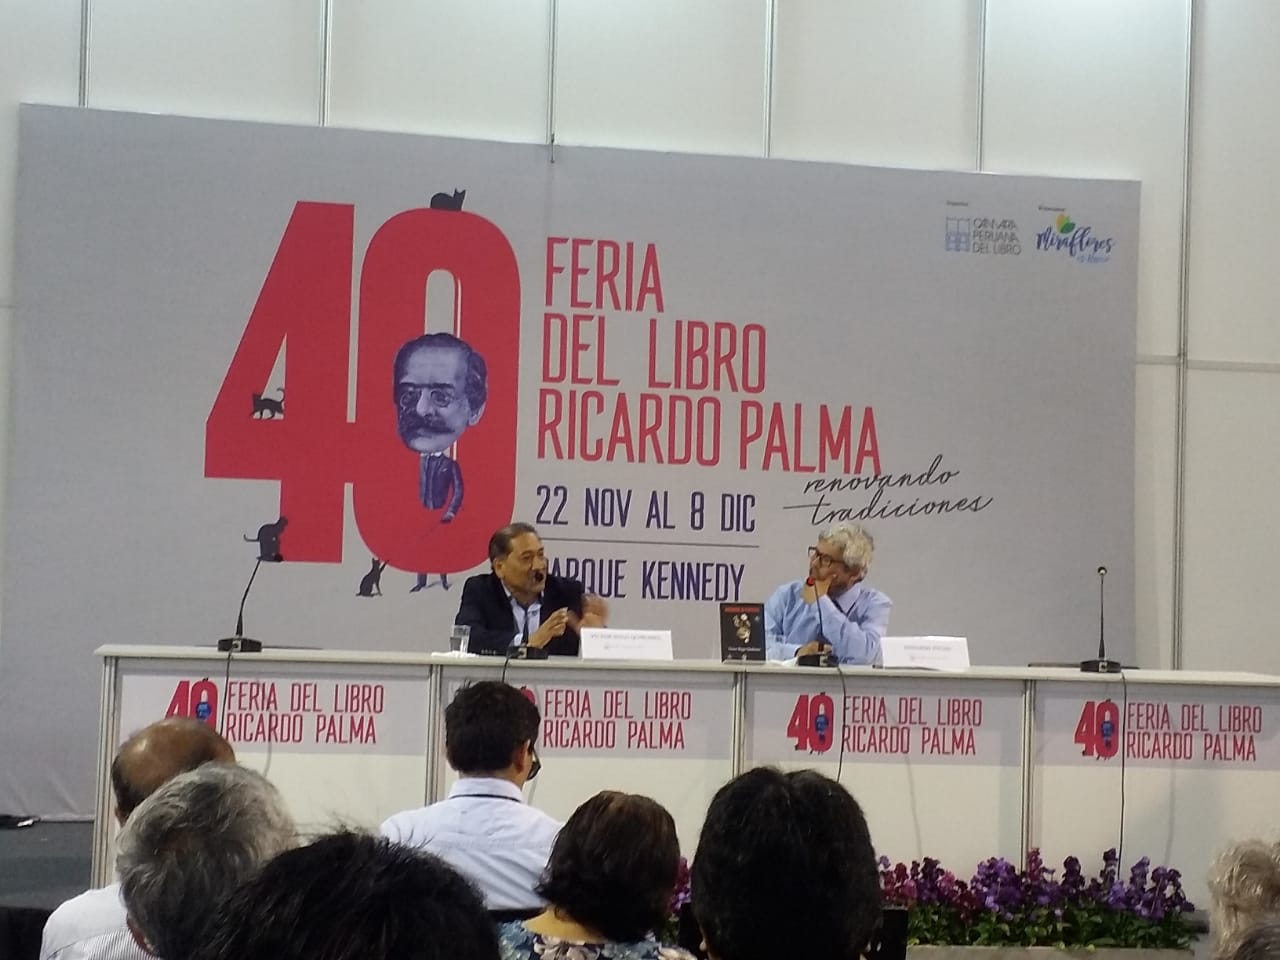 40
FERIA
DEL LIBRO
RICARDO PALMA
renovando
tradiciones
22 NOV AL 8 DIC
PARQUE KENNEDY
CÁMARA
PERUANA
DEL LIBRO
Miraflores
40 FERIA DEL LIBRO
RICARDO PALMA
FERIA DEL LIBRO
RICARDO PALMA
40 FERIA DEL LIBRO
RICARDO PALMA
40 FERIA DEL LIBRO
RICARDO PALMA